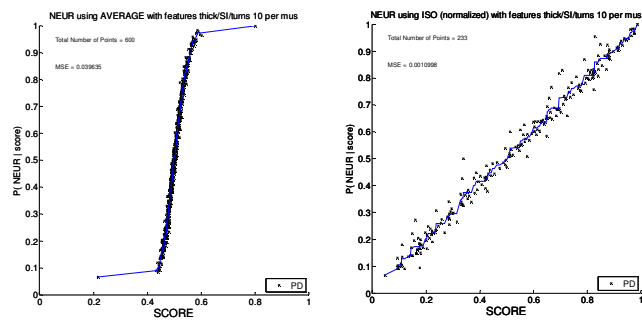 NEUR using AVERAGE with features thick/SI/turns 10 per mus
Total Number of Points = 600
MSE = 0.039635
P( NEUR | score)
1
0.9
0.8
0.7
0.6
0.5
0.4
0.3
0.2
0.1
0
0
0.2
0.4
0.6
0.8
1
SCORE
PD
NEUR using ISO (normalized) with features thick/SI/turns 10 per mus
Total Number of Points = 233
MSE = 0.0010998
P( NEUR | score)
1
0.9
0.8
0.7
0.6
0.5
0.4
0.3
0.2
0.1
0
0
0.2
0.4
0.6
0.8
1
SCORE
PD